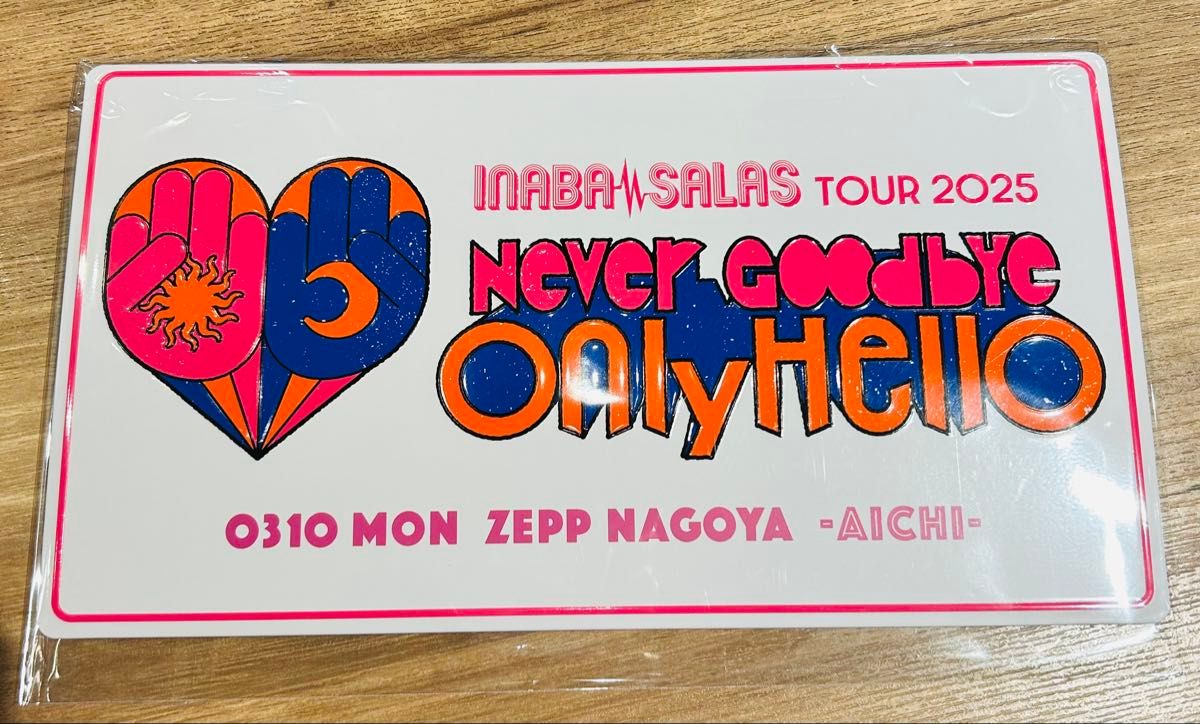 INABA SALAS TOUR 2025
Never Goodbye
Only Hello
0310 MON ZEPP NAGOYA -AICHI-